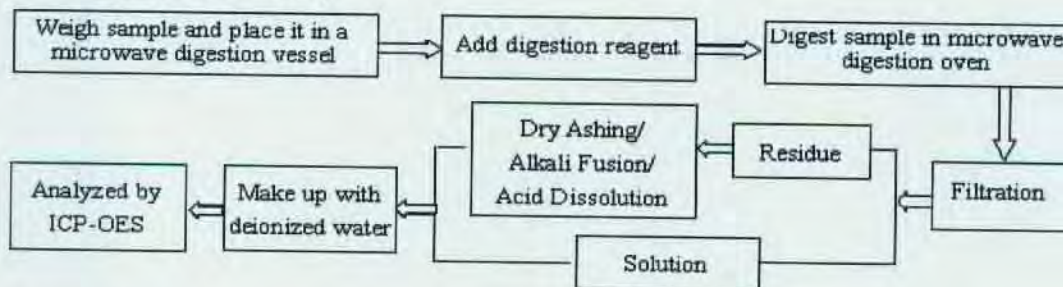 Weigh sample and place it in a
microwave digestion vessel
Add digestion reagent
Digest sample in microwave
digestion oven
Filtration
Residue
Dry Ashing/
Alkali Fusion/
Acid Dissolution
Solution
Make up with
deionized water
Analyzed by
ICP-OES